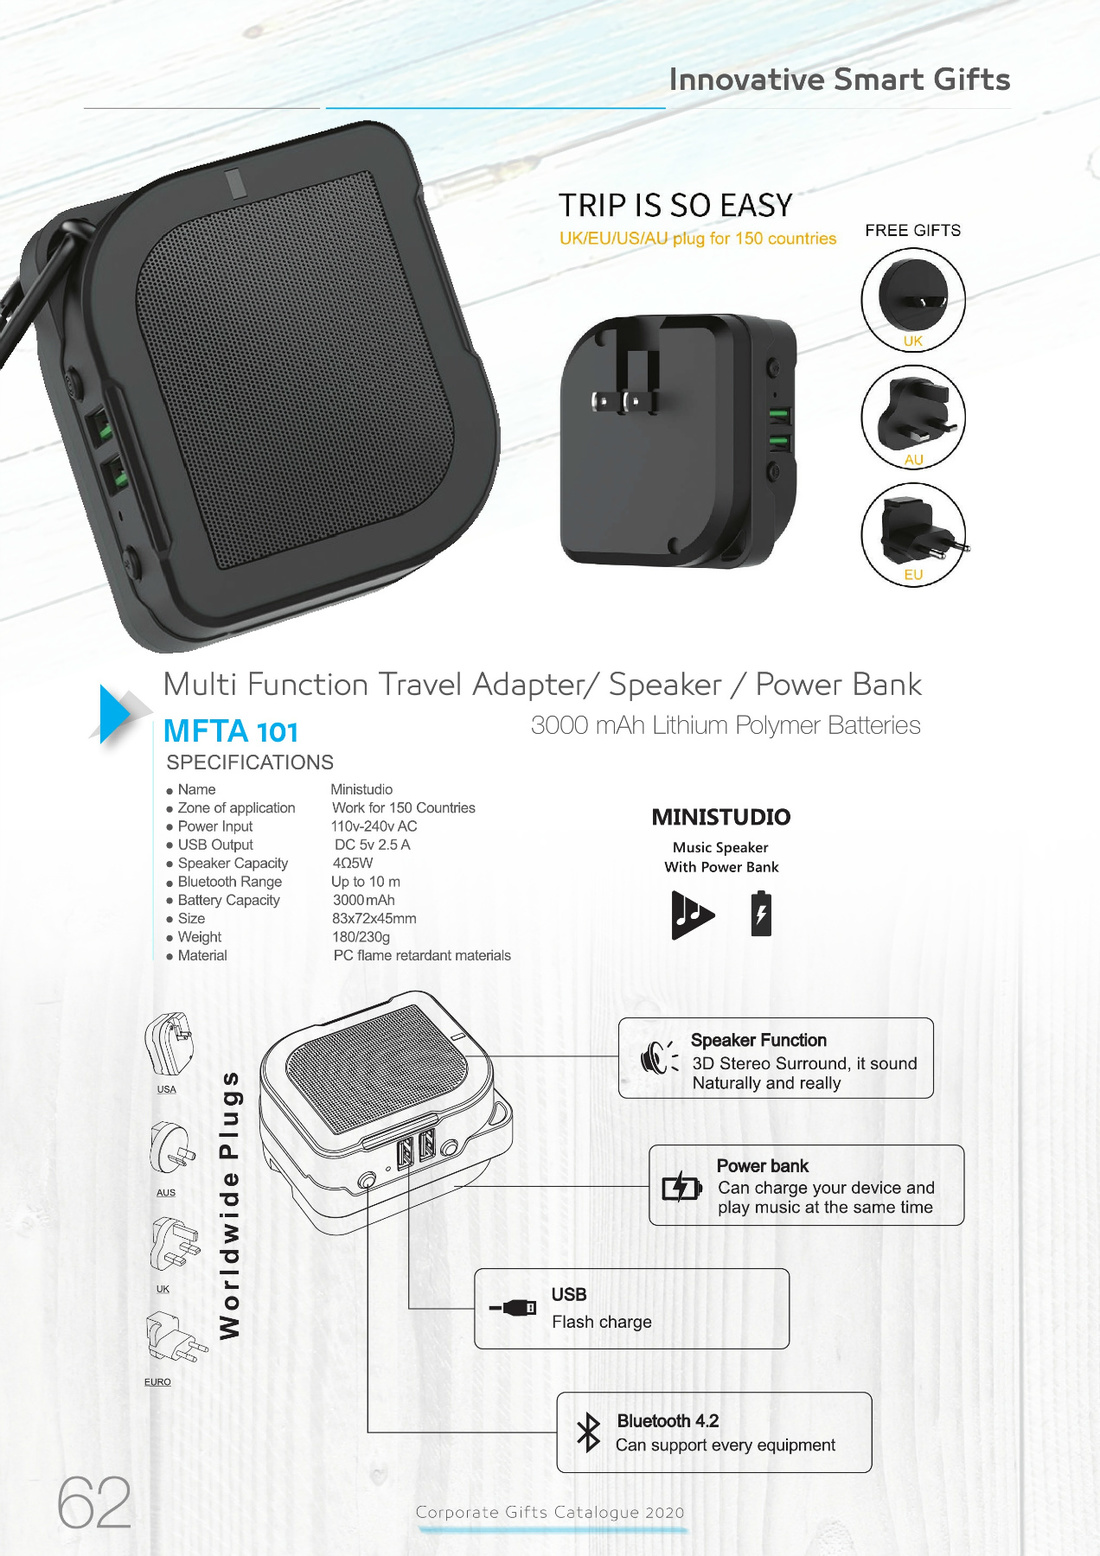 Innovative Smart Gifts
TRIP IS SO EASY
UK/EU/US/AU plug for 150 countries
FREE GIFTS
UK
AU
EU
Multi Function Travel Adapter/ Speaker / Power Bank
MFTA 101
3000 mAh Lithium Polymer Batteries
SPECIFICATIONS
● Name Ministudio
● Zone of application Work for 150 Countries
● Power Input 110v-240v AC
● USB Output DC 5v 2.5 A
● Speaker Capacity 4Ω5W
● Bluetooth Range Up to 10 m
● Battery Capacity 3000mAh
● Size 83x72x45mm
● Weight 180/230g
● Material PC flame retardant materials
MINISTUDIO
Music Speaker
With Power Bank
USA
AUS
UK
EURO
Worldwide Plugs
Speaker Function
3D Stereo Surround, it sound
Naturally and really
Power bank
Can charge your device and
play music at the same time
USB
Flash charge
Bluetooth 4.2
Can support every equipment
62
Corporate Gifts Catalogue 2020